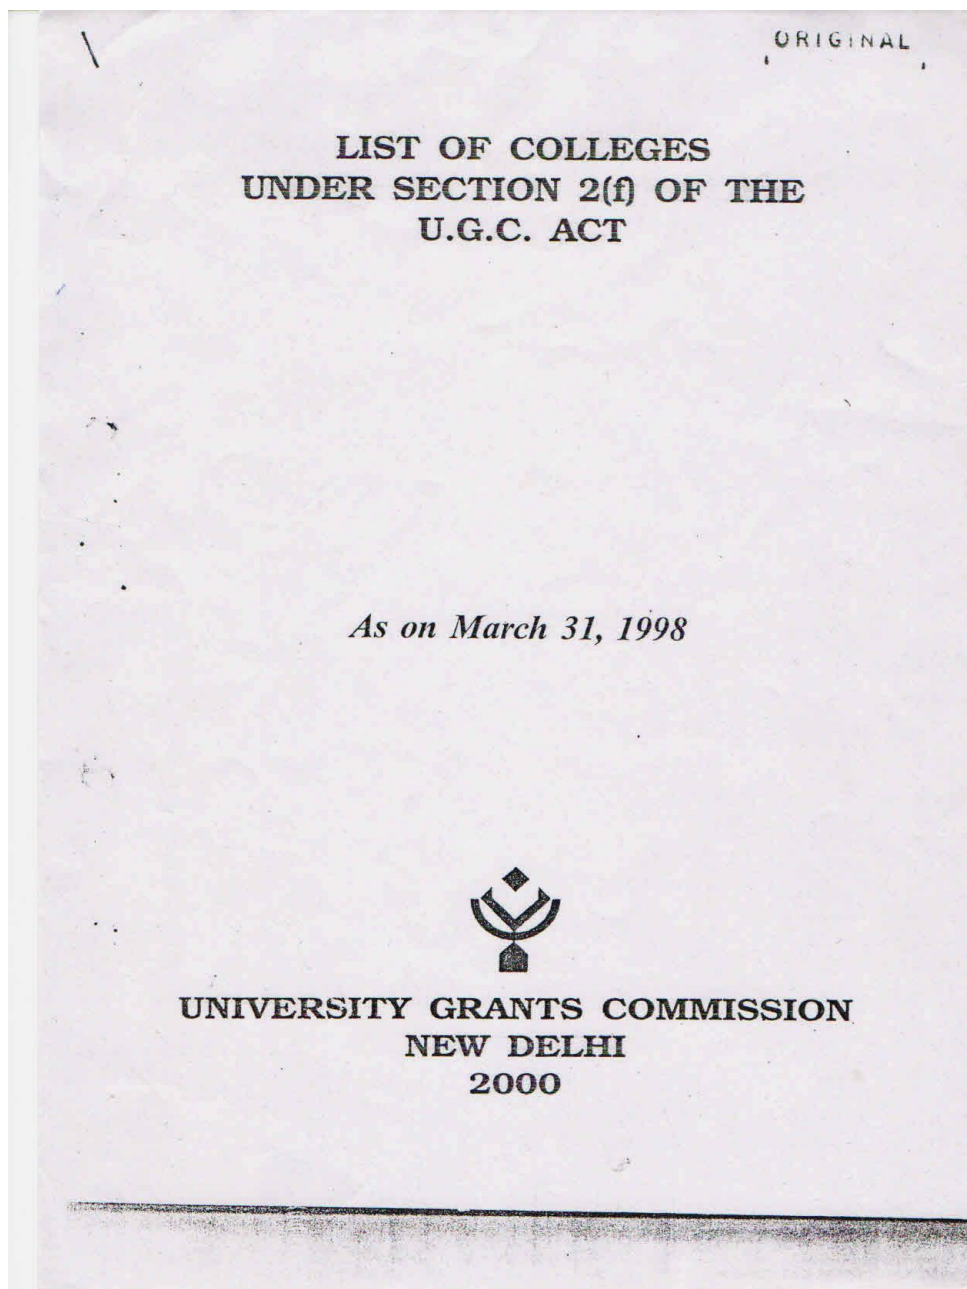 ORIGINAL
LIST OF COLLEGES
UNDER SECTION 2(f) OF THE
U.G.C. ACT
As on March 31, 1998
UNIVERSITY GRANTS COMMISSION
NEW DELHI
2000